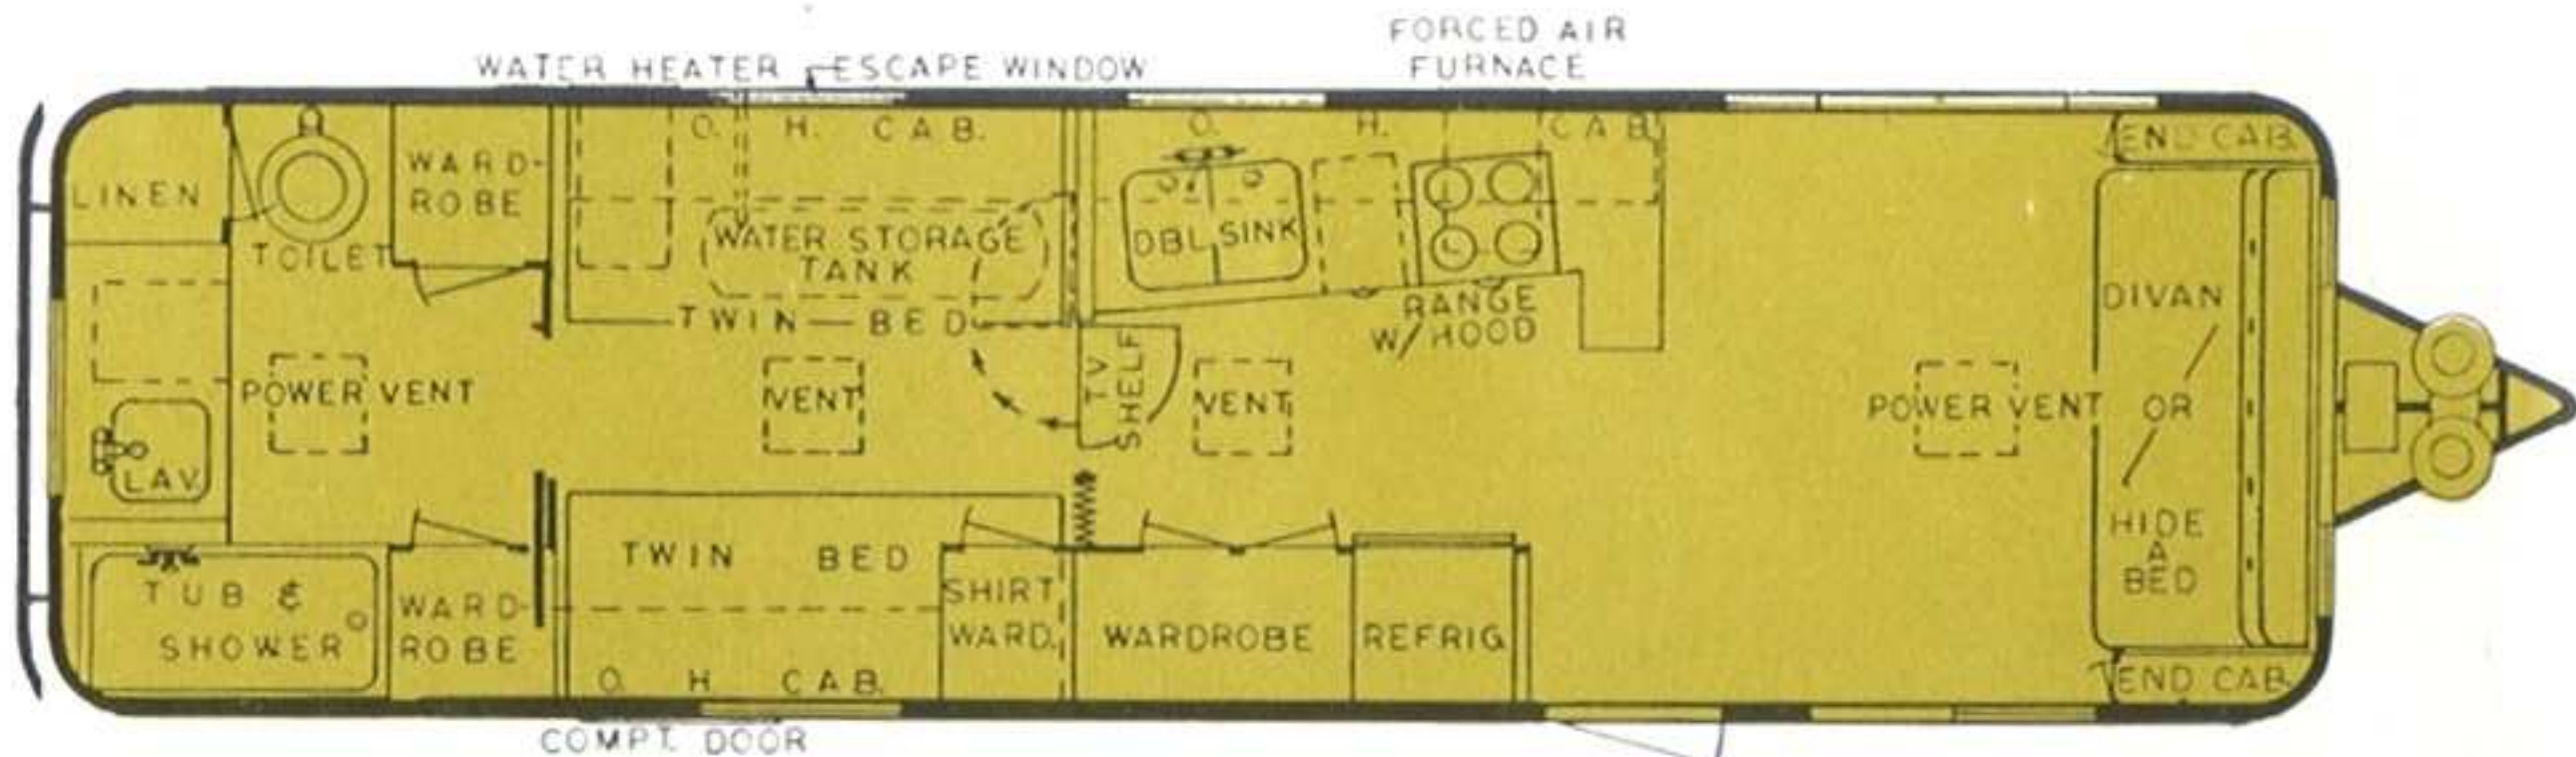 FORCED AIR
FURNACE
WATER HEATER
ESCAPE WINDOW
O. H. CAB.
O. H. CAB.
END CAB.
LINEN
TOILET
WARD-
ROBE
WATER STORAGE
TANK
TWIN BED
DBL SINK
RANGE
W/ HOOD
TV
SHELF
POWER VENT
VENT
VENT
POWER VENT
DIVAN
OR
HIDE
A
BED
LAV.
TUB &
SHOWER
WARD-
ROBE
TWIN BED
O. H. CAB.
SHIRT
WARD.
WARDROBE
REFRIG.
END CAB.
COMPT. DOOR